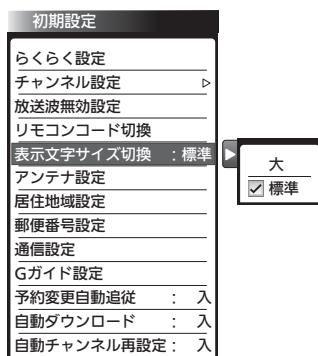 初期設定
らくらく設定
チャンネル設定
放送波無効設定
リモコンコード切換
表示文字サイズ切換 :標準
大
標準
アンテナ設定
居住地域設定
郵便番号設定
通信設定
Gガイド設定
予約変更自動追従 : 入
自動ダウンロード : 入
自動チャンネル再設定: 入